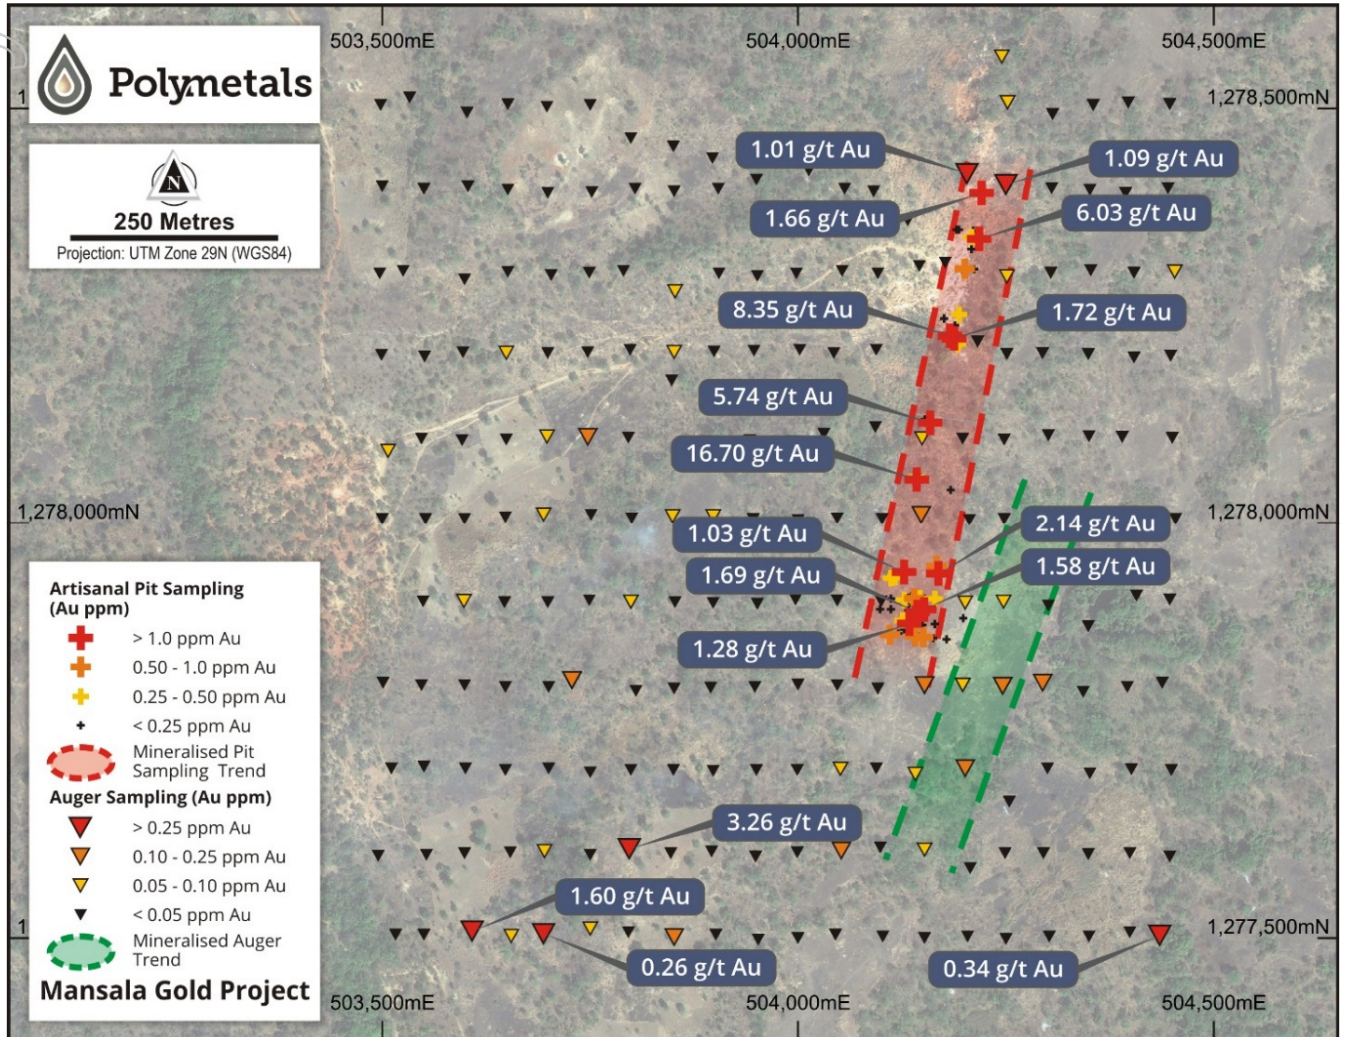 Polymetals
N
250 Metres
Projection: UTM Zone 29N (WGS84)
503,500mE
504,000mE
504,500mE
1,278,500mN
1.01 g/t Au
1.09 g/t Au
1.66 g/t Au
6.03 g/t Au
8.35 g/t Au
1.72 g/t Au
5.74 g/t Au
16.70 g/t Au
1,278,000mN
1,278,000mN
1.03 g/t Au
2.14 g/t Au
1.69 g/t Au
1.58 g/t Au
1.28 g/t Au
Artisanal Pit Sampling
(Au ppm)
> 1.0 ppm Au
0.50 - 1.0 ppm Au
0.25 - 0.50 ppm Au
< 0.25 ppm Au
Mineralised Pit
Sampling Trend
Auger Sampling (Au ppm)
> 0.25 ppm Au
0.10 - 0.25 ppm Au
0.05 - 0.10 ppm Au
< 0.05 ppm Au
Mineralised Auger
Trend
Mansala Gold Project
3.26 g/t Au
1.60 g/t Au
0.26 g/t Au
0.34 g/t Au
1,277,500mN
503,500mE
504,000mE
504,500mE